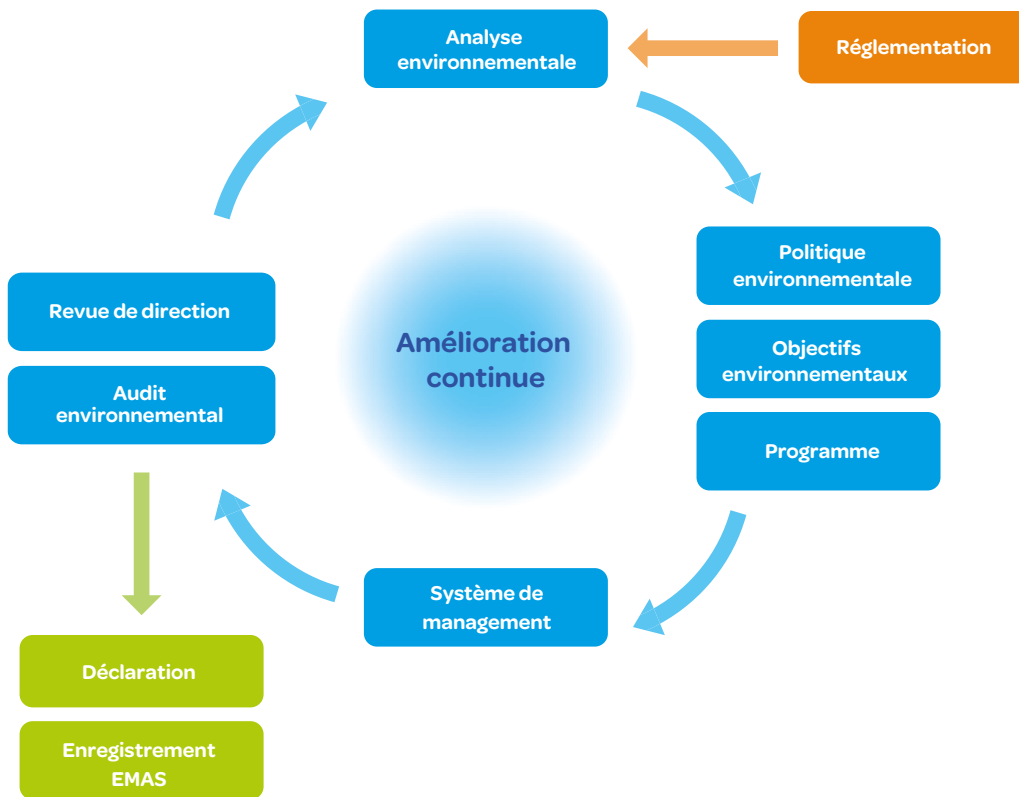 Analyse
environnementale
Réglementation
Politique
environnementale
Revue de direction
Amélioration
continue
Objectifs
environnementaux
Audit
environnemental
Programme
Système de
management
Déclaration
Enregistrement
EMAS